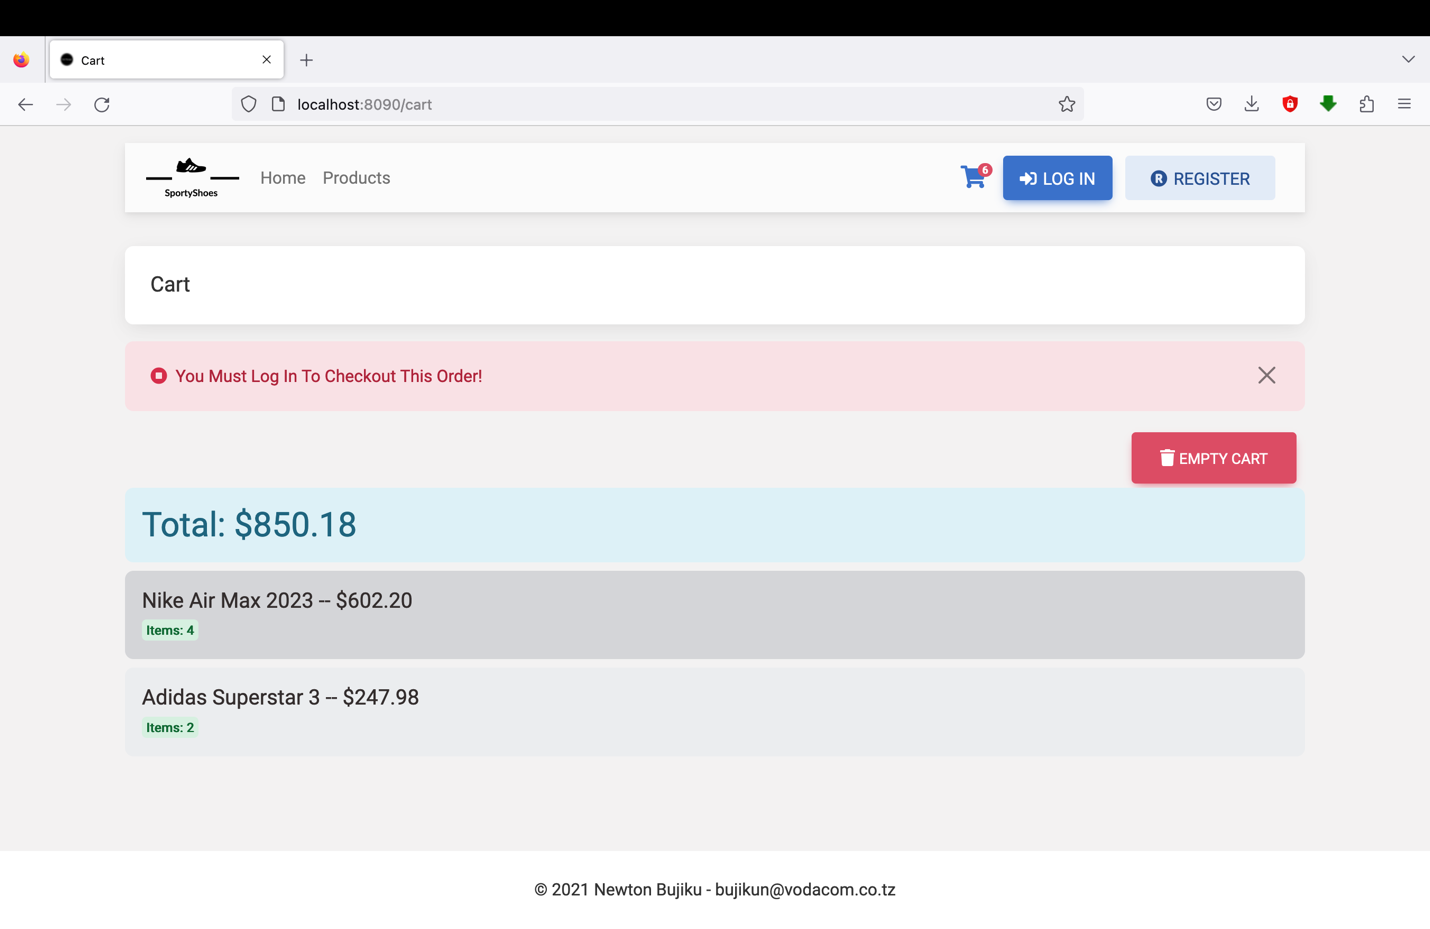 Cart
localhost:8090/cart
SportyShoes
Home
Products
6
LOG IN
R REGISTER
Cart
You Must Log In To Checkout This Order!
EMPTY CART
Total: $850.18
Nike Air Max 2023 -- $602.20
Items: 4
Adidas Superstar 3 -- $247.98
Items: 2
© 2021 Newton Bujiku - bujikun@vodacom.co.tz